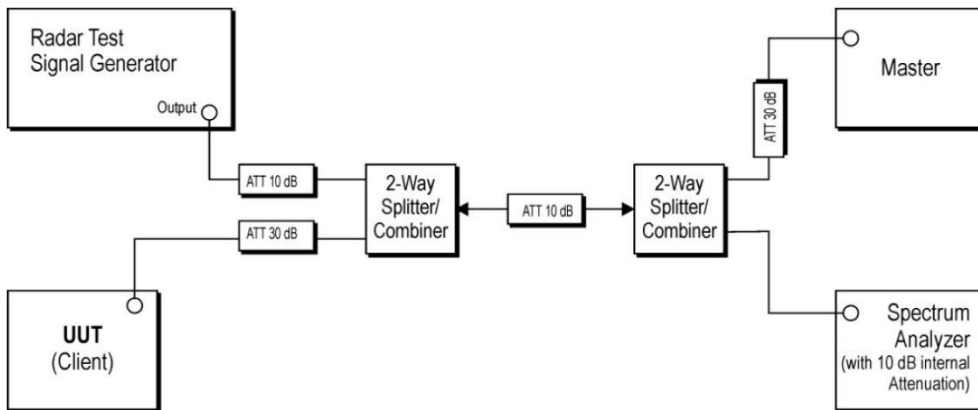 Radar Test
Signal Generator
Output
ATT 10 dB
ATT 30 dB
UUT
(Client)
2-Way
Splitter/
Combiner
ATT 10 dB
2-Way
Splitter/
Combiner
ATT 30 dB
Master
Spectrum
Analyzer
(with 10 dB internal
Attenuation)